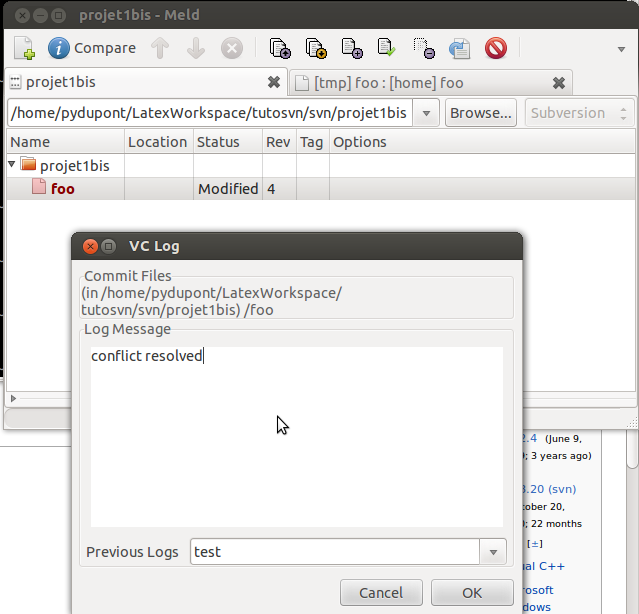 projet1bis - Meld
Compare
projet1bis
[tmp] foo : [home] foo
/home/pydupont/LatexWorkspace/tutosvn/svn/projet1bis
Browse...
Subversion
Name Location Status Rev Tag Options
projet1bis
foo Modified 4
VC Log
Commit Files
(in /home/pydupont/LatexWorkspace/
tutosvn/svn/projet1bis) /foo
Log Message
conflict resolved
Previous Logs test
Cancel OK
2.4 (June 9,
; 3 years ago)
.20 (svn)
ober 20,
; 22 months
[±]
ual C++
rosoft
dows